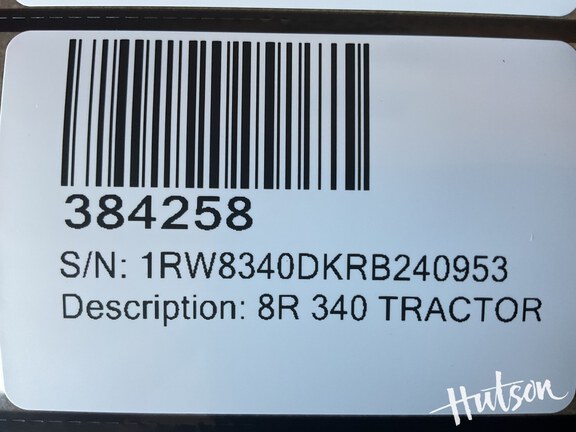 384258
S/N: 1RW8340DKRB240953
Description: 8R 340 TRACTOR
Hutson